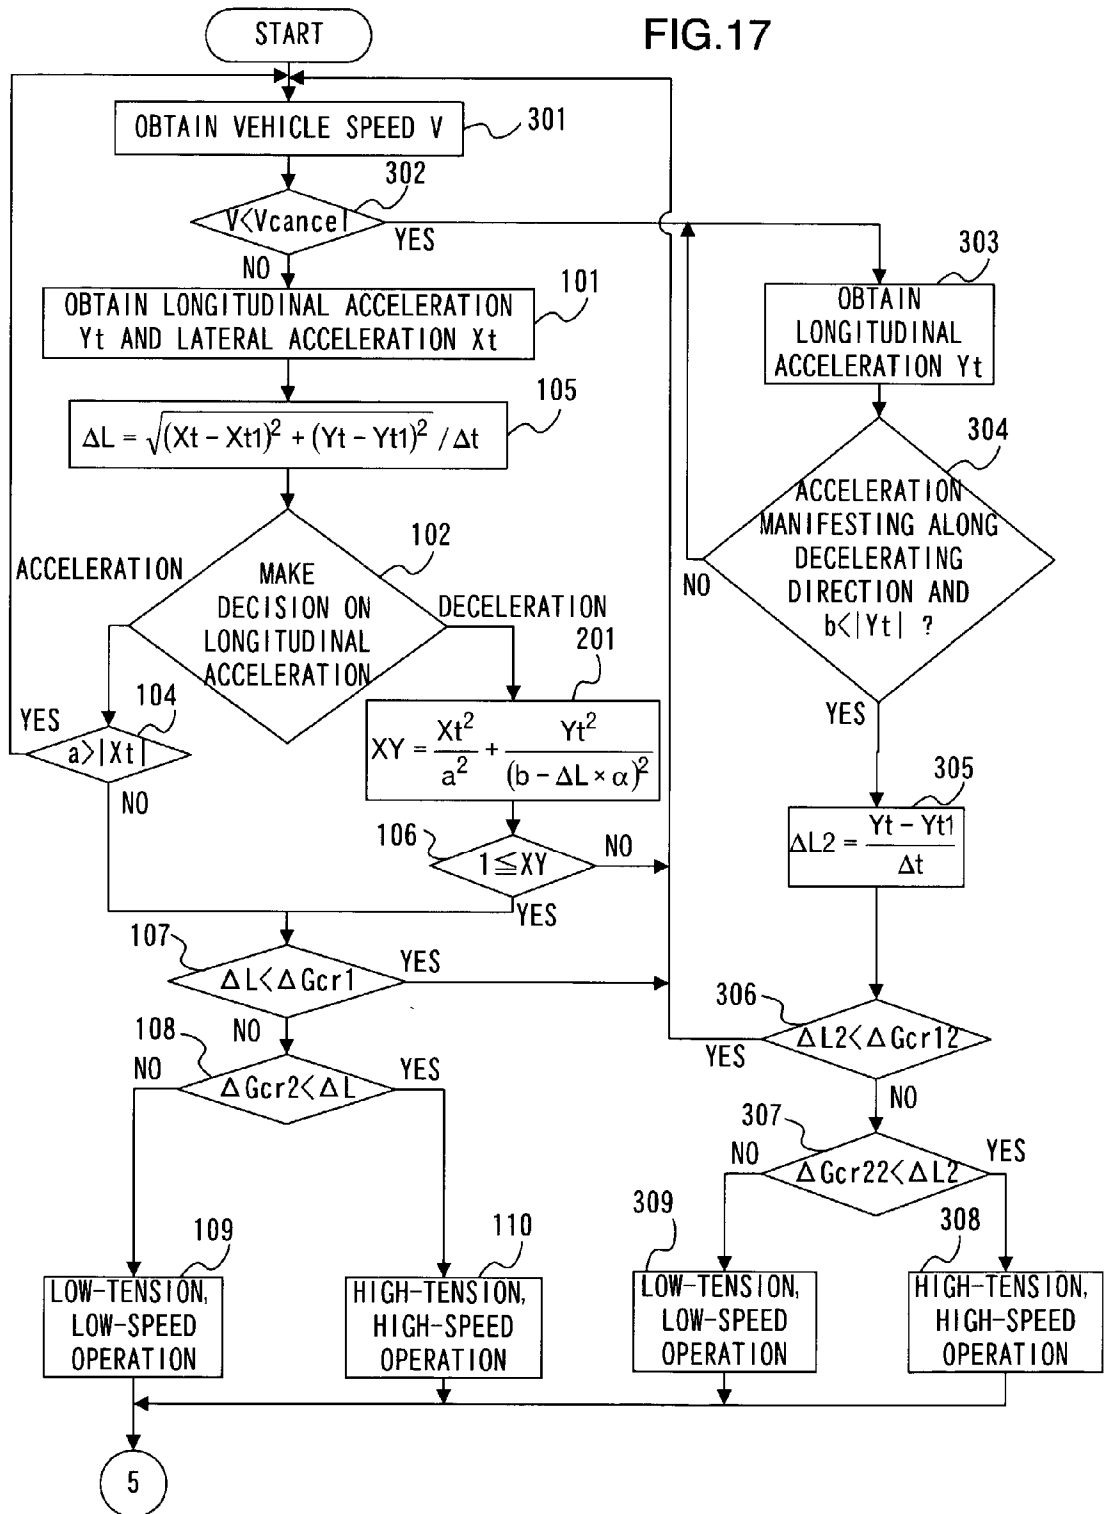 FIG.17
START
OBTAIN VEHICLE SPEED V
301
302
V<Vcancel
YES
NO
303
OBTAIN
LONGITUDINAL
ACCELERATION Yt
101
OBTAIN LONGITUDINAL ACCELERATION
Yt AND LATERAL ACCELERATION Xt
105
ΔL = √(Xt − Xt1)² + (Yt − Yt1)² / Δt
304
ACCELERATION
MANIFESTING ALONG
DECELERATING
DIRECTION AND
b<|Yt| ?
NO
YES
102
ACCELERATION
MAKE
DECISION ON
LONGITUDINAL
ACCELERATION
DECELERATION
201
XY = Xt²/a² + Yt²/(b − ΔL × α)²
YES
104
a>|Xt|
NO
106
1≦XY
NO
YES
305
ΔL2 = Yt − Yt1/Δt
107
ΔL<ΔGcr1
YES
NO
306
ΔL2<ΔGcr12
YES
NO
108
NO
ΔGcr2<ΔL
YES
307
NO
ΔGcr22<ΔL2
YES
109
LOW-TENSION,
LOW-SPEED
OPERATION
110
HIGH-TENSION,
HIGH-SPEED
OPERATION
309
LOW-TENSION,
LOW-SPEED
OPERATION
308
HIGH-TENSION,
HIGH-SPEED
OPERATION
5